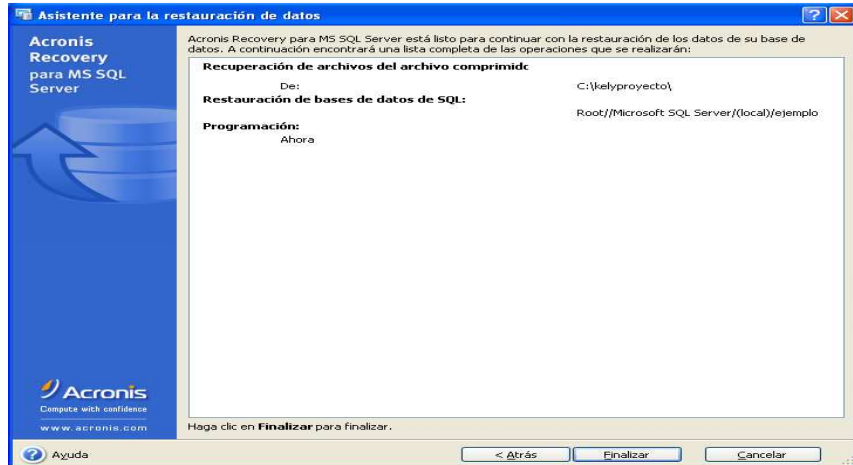 Asistente para la restauración de datos
Acronis
Recovery
para MS SQL
Server
Acronis Recovery para MS SQL Server está listo para continuar con la restauración de los datos de su base de
datos. A continuación encontrará una lista completa de las operaciones que se realizarán:
Recuperación de archivos del archivo comprimidc
De: C:\kelyproyecto\
Restauración de bases de datos de SQL:
Root//Microsoft SQL Server/(local)/ejemplo
Programación:
Ahora
Acronis
Compute with confidence
www.acronis.com
Haga clic en Finalizar para finalizar.
Ayuda
< Atrás
Finalizar
Cancelar